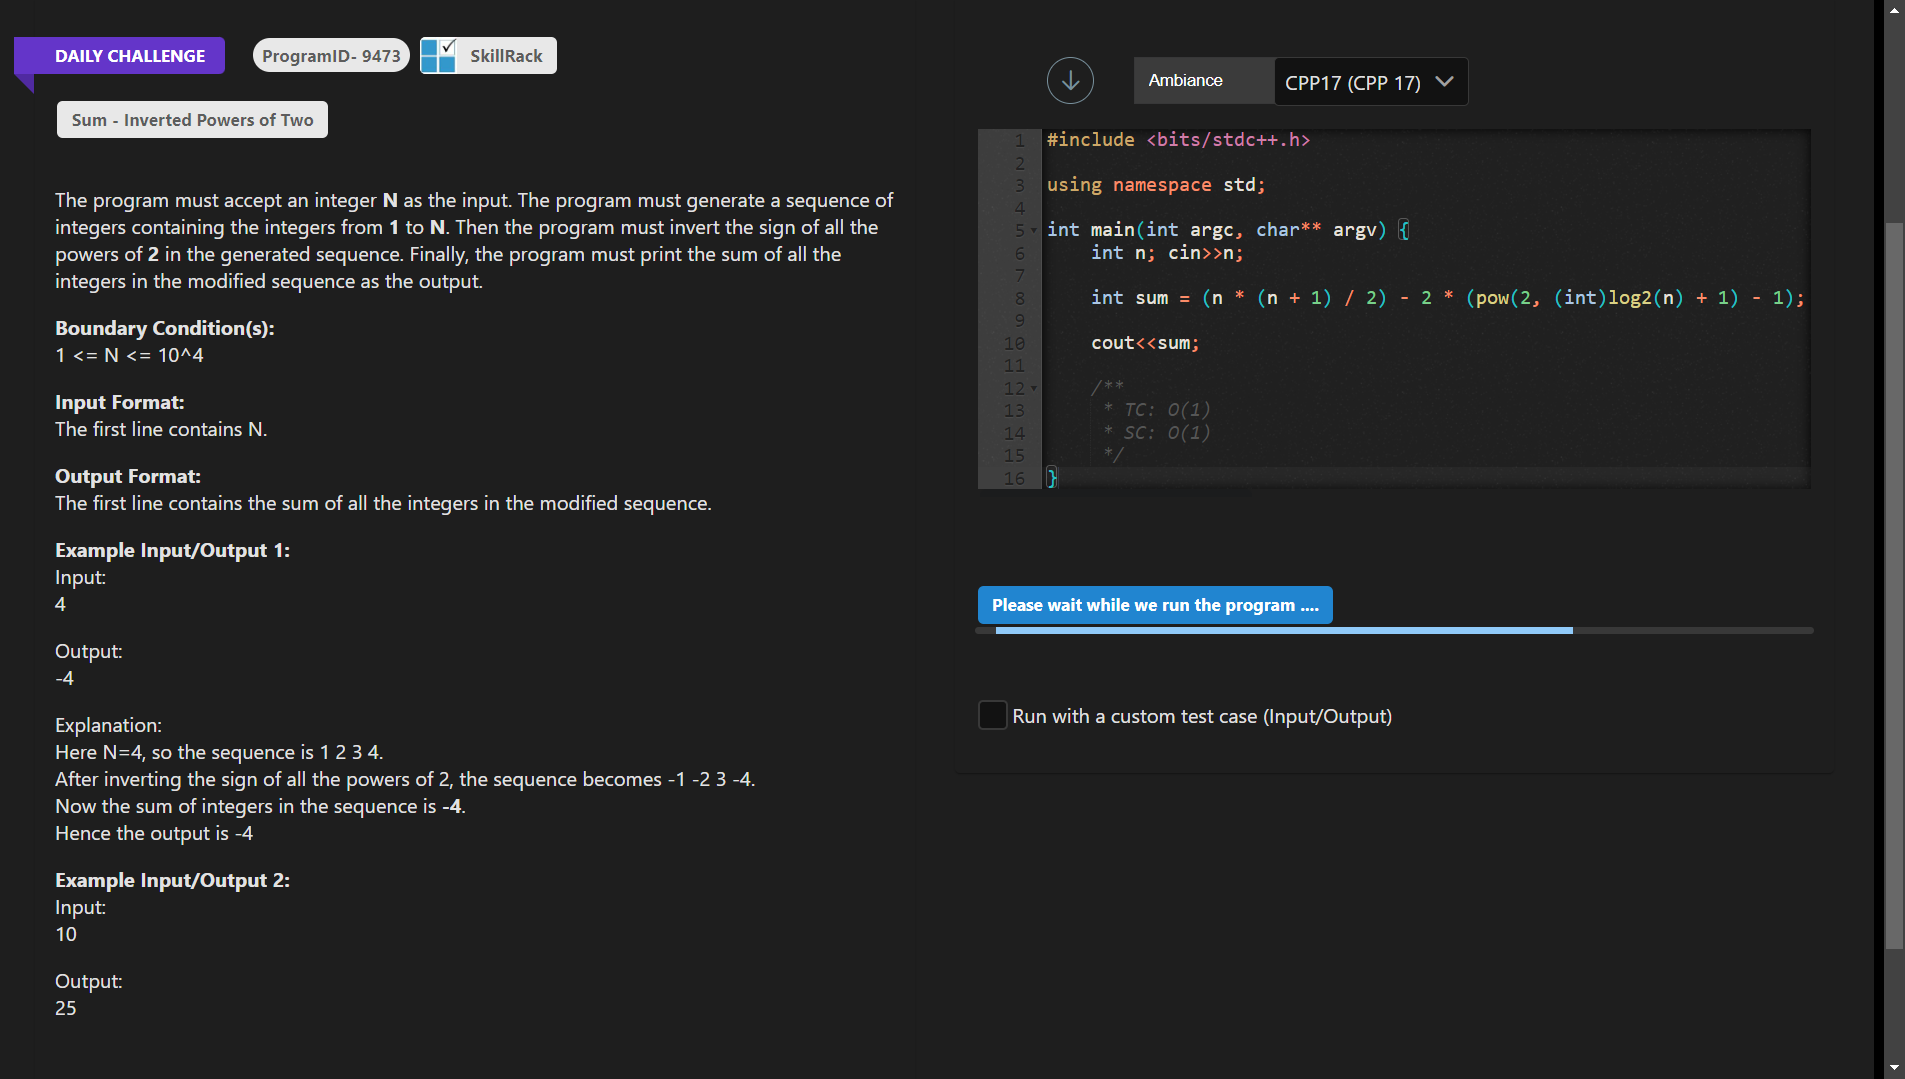 DAILY CHALLENGE
ProgramID- 9473
SkillRack
Sum - Inverted Powers of Two
The program must accept an integer N as the input. The program must generate a sequence of
integers containing the integers from 1 to N. Then the program must invert the sign of all the
powers of 2 in the generated sequence. Finally, the program must print the sum of all the
integers in the modified sequence as the output.
Boundary Condition(s):
1 <= N <= 10^4
Input Format:
The first line contains N.
Output Format:
The first line contains the sum of all the integers in the modified sequence.
Example Input/Output 1:
Input:
4
Output:
-4
Explanation:
Here N=4, so the sequence is 1 2 3 4.
After inverting the sign of all the powers of 2, the sequence becomes -1 -2 3 -4.
Now the sum of integers in the sequence is -4.
Hence the output is -4
Example Input/Output 2:
Input:
10
Output:
25
Ambiance
CPP17 (CPP 17)
1 #include <bits/stdc++.h>
2
3 using namespace std;
4
5 int main(int argc, char** argv) {
6     int n; cin>>n;
7
8     int sum = (n * (n + 1) / 2) - 2 * (pow(2, (int)log2(n) + 1) - 1);
9
10     cout<<sum;
11
12     /**
13      * TC: O(1)
14      * SC: O(1)
15      */
16 }
Please wait while we run the program ....
Run with a custom test case (Input/Output)